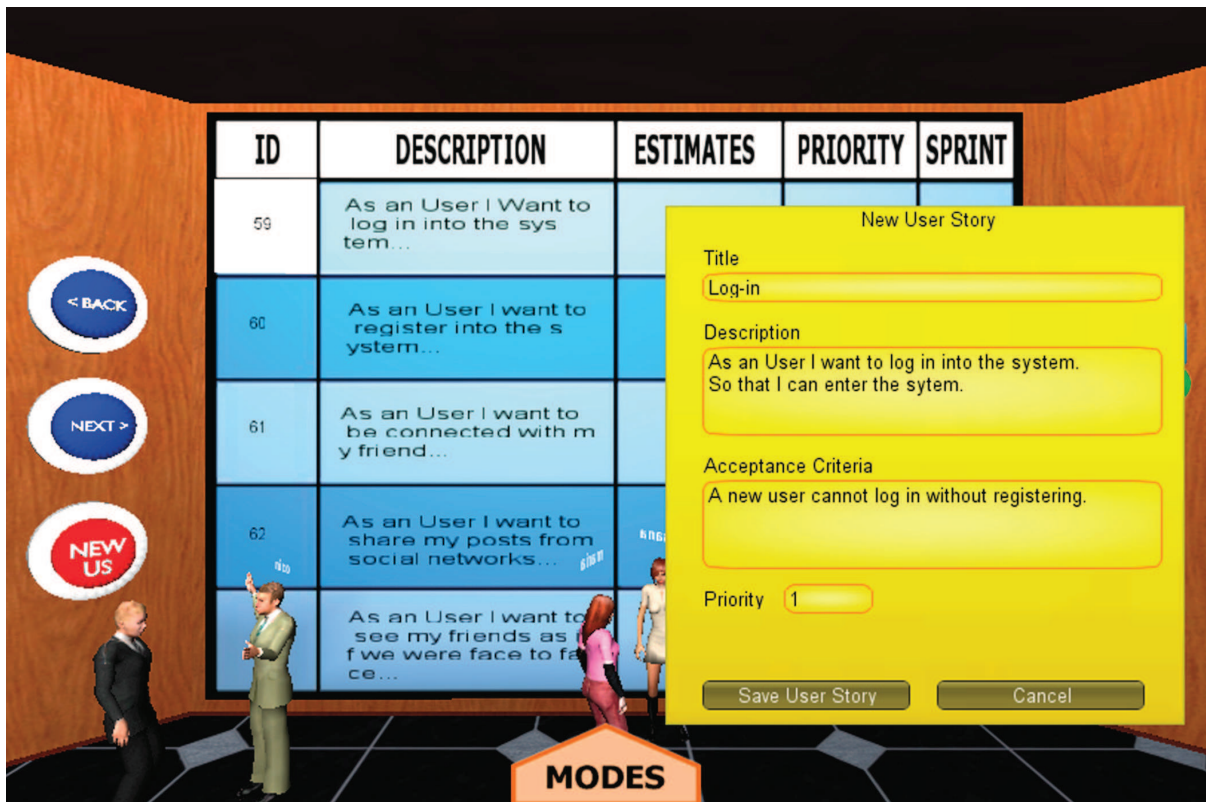 ID DESCRIPTION ESTIMATES PRIORITY SPRINT
59
As an User I Want to
log in into the sys
tem...
60
As an User I want to
register into the s
ystem...
61
As an User I want to
be connected with m
y friend...
62
As an User I want to
share my posts from
social networks...
As an User I want to
see my friends as
f we were face to fa
ce...
< BACK
NEXT >
NEW
US
nico
New User Story
Title
Log-in
Description
As an User I want to log in into the system.
So that I can enter the sytem.
Acceptance Criteria
A new user cannot log in without registering.
Priority 1
Save User Story Cancel
MODES